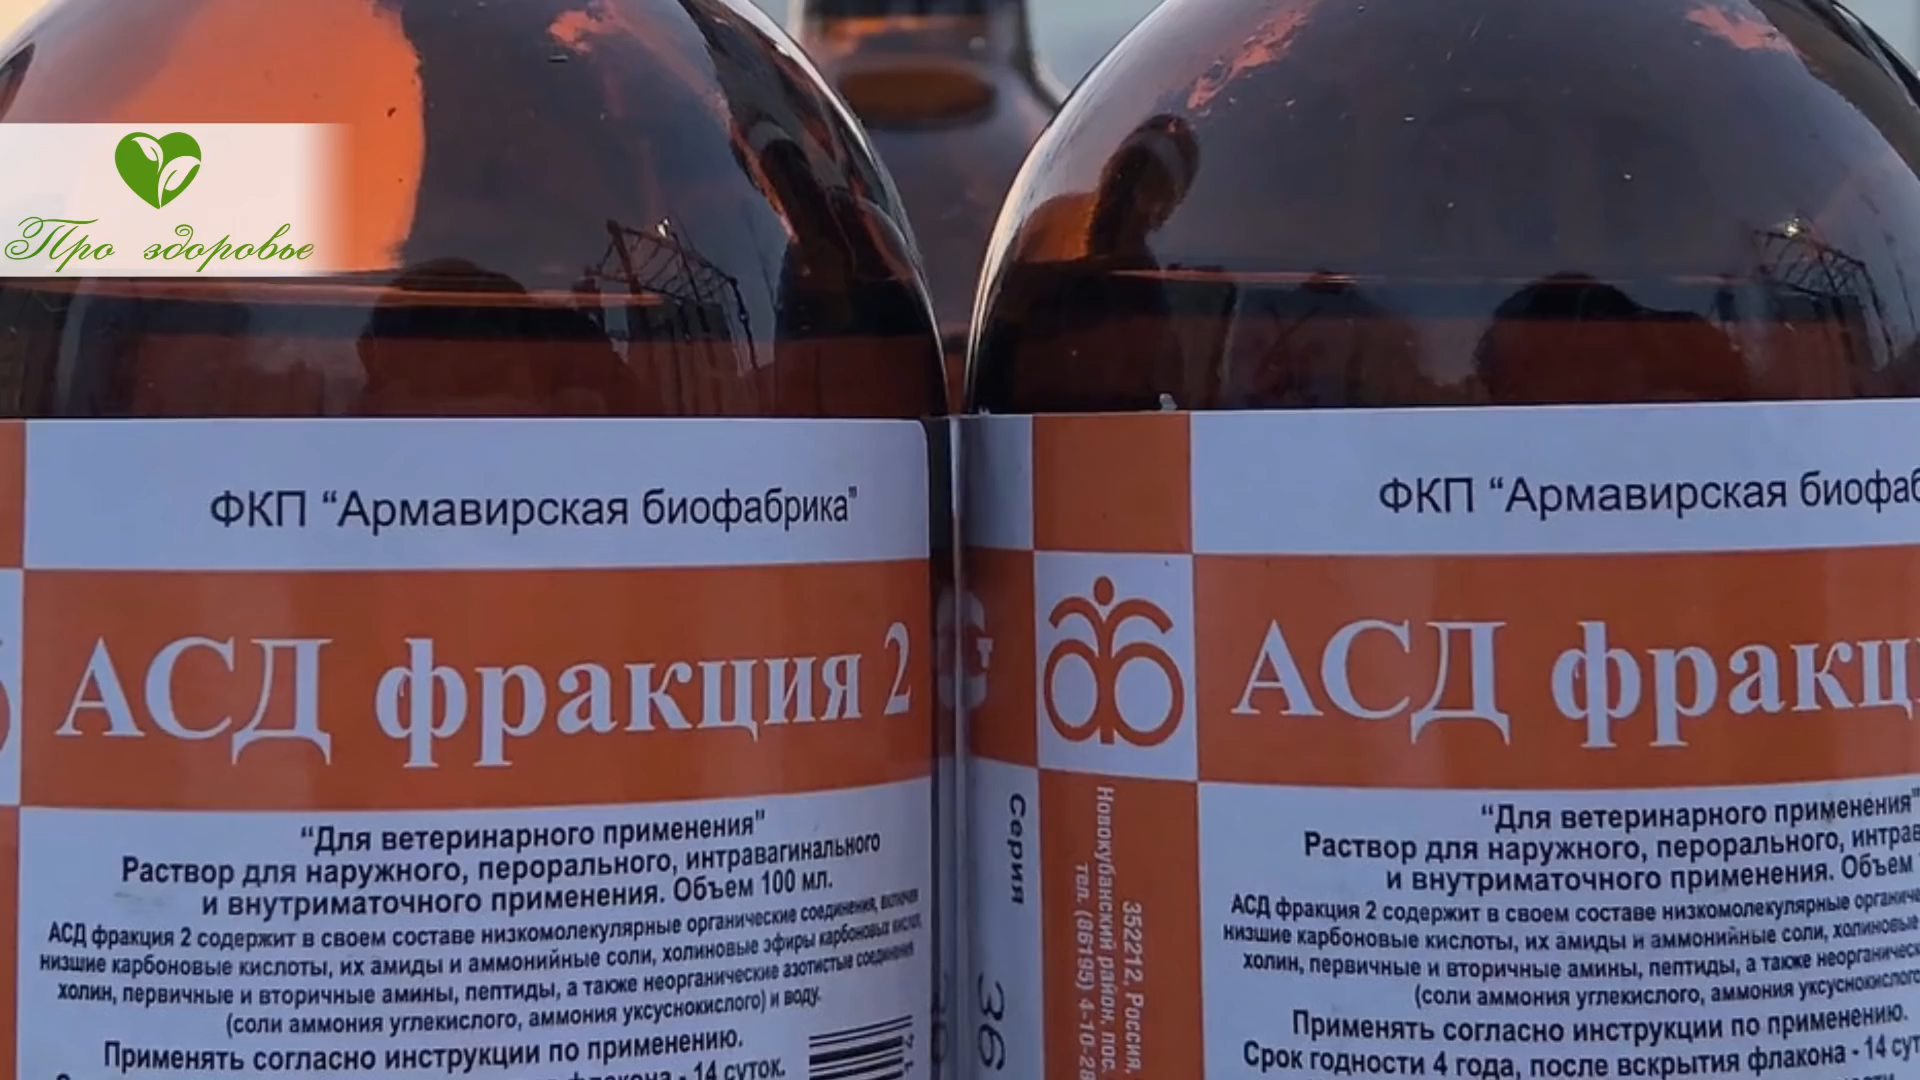 Про здоровье
ФКП “Армавирская биофабрика”
АСД фракция 2
“Для ветеринарного применения”
Раствор для наружного, перорального, интравагинального
и внутриматочного применения. Объем 100 мл.
АСД фракция 2 содержит в своем составе низкомолекулярные органические соединения, включая
низшие карбоновые кислоты, их амиды и аммонийные соли, холиновые эфиры карбоновых кислот,
холин, первичные и вторичные амины, пептиды, а также неорганические азотистые соединения
(соли аммония углекислого, аммония уксуснокислого) и воду.
Применять согласно инструкции по применению.
- 14 суток.
Серия
36
352212, Россия,
Новокубанский район, пос.
тел. (86195) 4-10-28
ФКП “Армавирская биофаб
АСД фракц
“Для ветеринарного применения”
Раствор для наружного, перорального, интрав
и внутриматочного применения. Объем
АСД фракция 2 содержит в своем составе низкомолекулярные органиче
низшие карбоновые кислоты, их амиды и аммонийные соли, холиновые
холин, первичные и вторичные амины, пептиды, а также неорганическ
(соли аммония углекислого, аммония уксуснокислого
Применять согласно инструкции по применению.
Срок годности 4 года, после вскрытия флакона - 14 сут